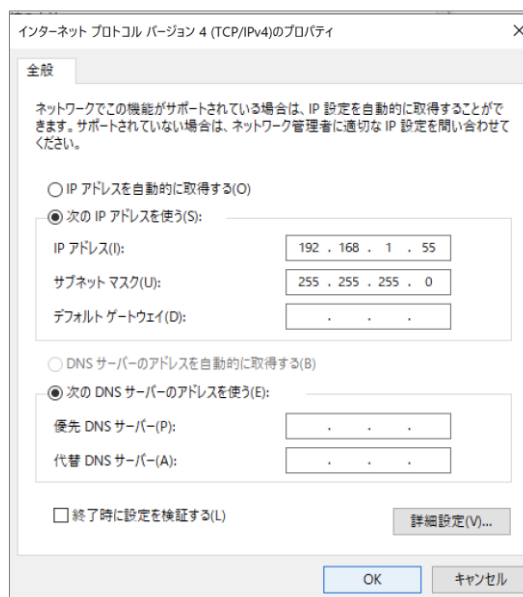 インターネット プロトコル バージョン 4 (TCP/IPv4)のプロパティ
全般
ネットワークでこの機能がサポートされている場合は、IP 設定を自動的に取得することがで
きます。サポートされていない場合は、ネットワーク管理者に適切な IP 設定を問い合わせて
ください。
IP アドレスを自動的に取得する(O)
次の IP アドレスを使う(S):
IP アドレス(I): 192 . 168 . 1 . 55
サブネット マスク(U): 255 . 255 . 255 . 0
デフォルト ゲートウェイ(D): . . .
DNS サーバーのアドレスを自動的に取得する(B)
次の DNS サーバーのアドレスを使う(E):
優先 DNS サーバー(P): . . .
代替 DNS サーバー(A): . . .
終了時に設定を検証する(L)
詳細設定(V)...
OK キャンセル